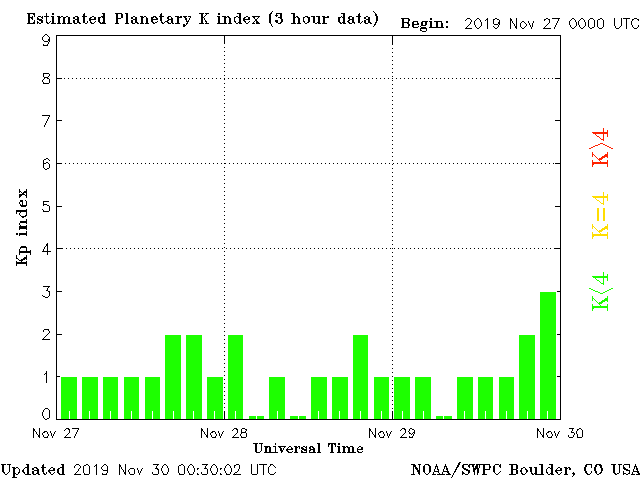 Estimated Planetary K index (3 hour data)
Begin: 2019 Nov 27 0000 UTC
9
8
7
6
5
4
3
2
1
0
Kp index
K>4
K=4
K<4
Nov 27
Nov 28
Nov 29
Nov 30
Universal Time
Updated 2019 Nov 30 00:30:02 UTC
NOAA/SWPC Boulder, CO USA